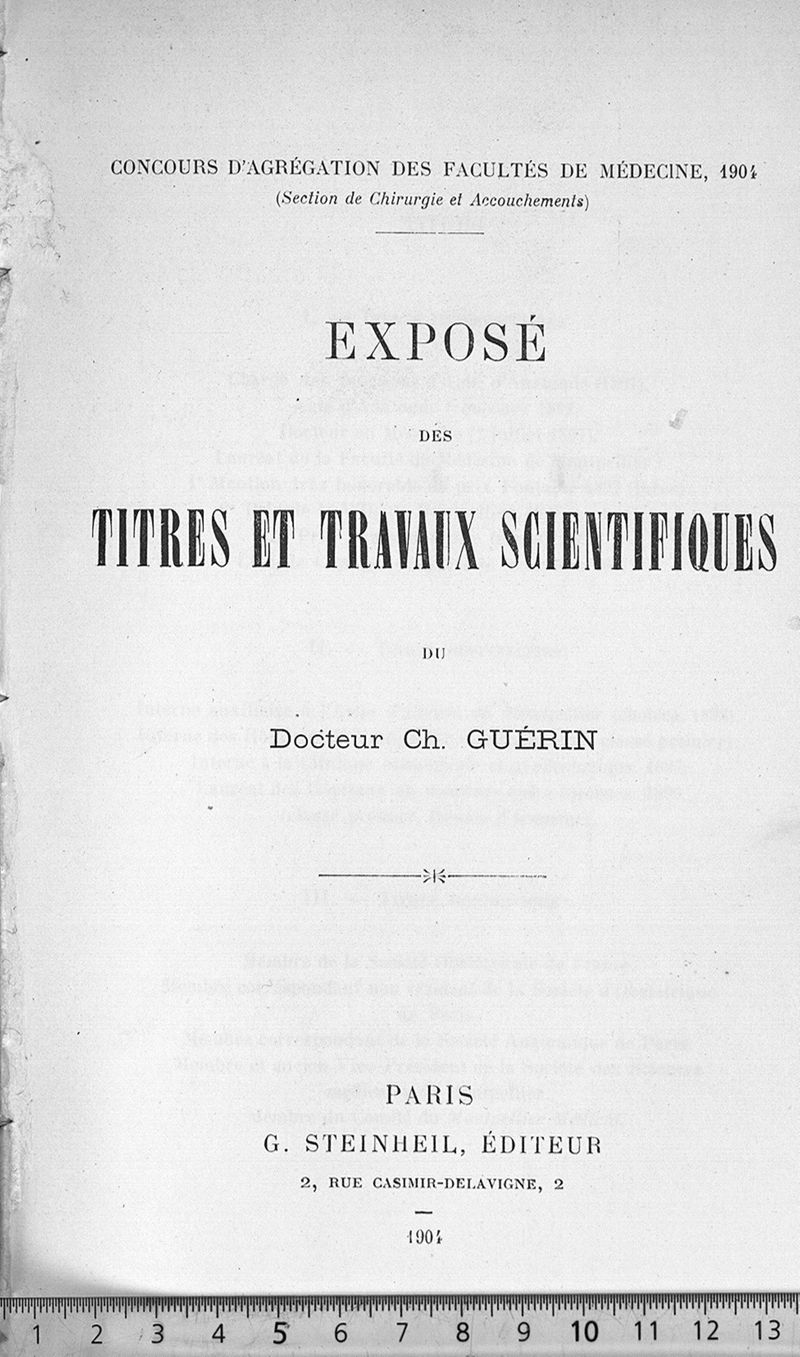 CONCOURS D'AGRÉGATION DES FACULTÉS DE MÉDECINE, 1904
(Section de Chirurgie et Accouchements)
EXPOSÉ
DES
TITRES ET TRAVAUX SCIENTIFIQUES
DU
Docteur Ch. GUÉRIN
PARIS
G. STEINHEIL, ÉDITEUR
2, RUE CASIMIR-DELAVIGNE, 2
1904
1 2 3 4 5 6 7 8 9 10 11 12 13